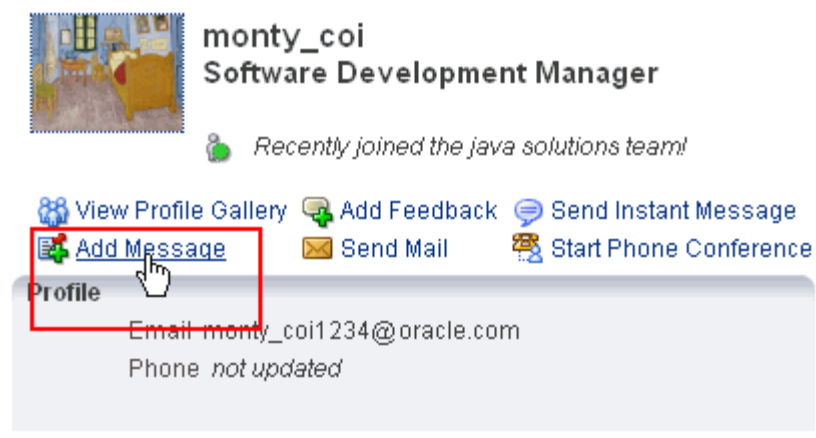 monty_coi
Software Development Manager
Recently joined the java solutions team!
View Profile Gallery Add Feedback Send Instant Message
Add Message Send Mail Start Phone Conference
Profile
Email monty_coi1234@oracle.com
Phone not updated